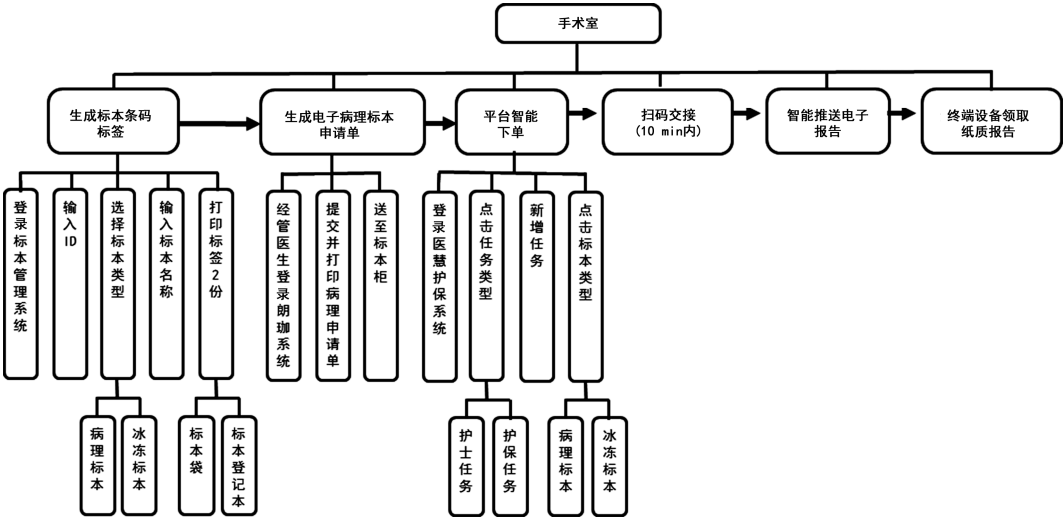 手术室
生成标本条码
标签
生成电子病理标本
申请单
平台智能
下单
扫码交接
(10 min内)
智能推送电子
报告
终端设备领取
纸质报告
登录标本管理系统
输入ID
选择标本类型
输入标本名称
打印标签2份
经管医生登录朗珈系统
提交并打印病理申请单
送至标本柜
登录医慧护保系统
点击任务类型
新增任务
点击标本类型
病理标本
冰冻标本
标本袋
标本登记本
护士任务
护保任务
病理标本
冰冻标本